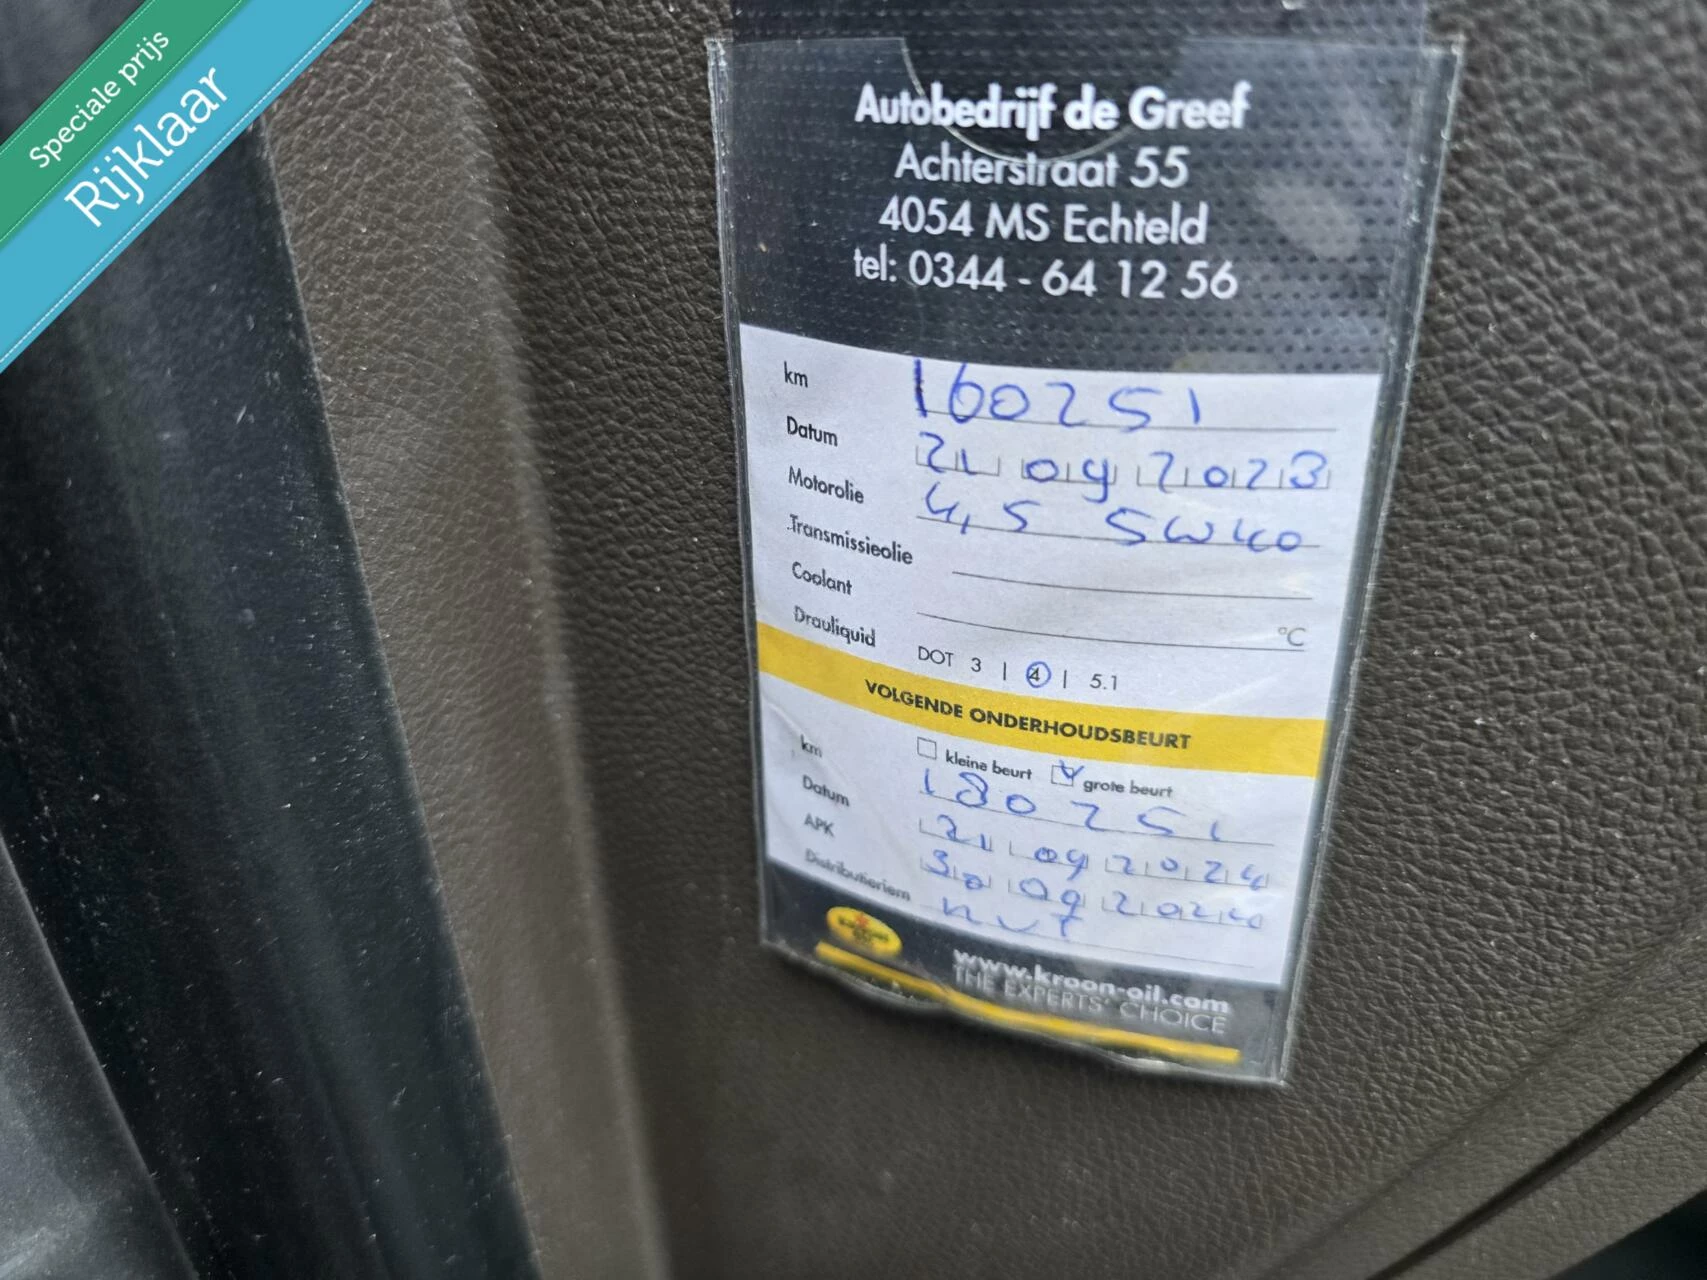 Speciale prijs
Rijklaar
Autobedrijf de Greef
Achterstraat 55
4054 MS Echteld
tel: 0344 - 64 12 56
km 160251
Datum 21 09 2023
Motorolie 4,5 5W40
Transmissieolie
Coolant °C
Drauliquid DOT 3 | 4 | 5.1
VOLGENDE ONDERHOUDSBEURT
kleine beurt grote beurt
km 180251
Datum 21 09 2024
APK 30 09 2024
Distributieriem nvt
www.kroon-oil.com
THE EXPERTS' CHOICE